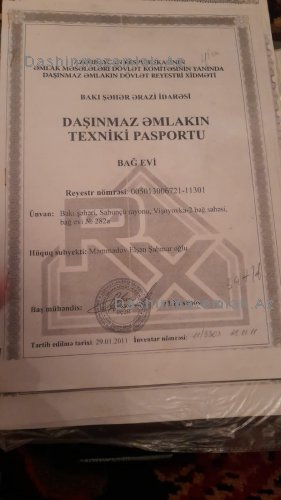 AZƏRBAYCAN RESPUBLİKASININ
ƏMLAK MƏSƏLƏLƏRİ DÖVLƏT KOMİTƏSİNİN YANINDA
DAŞINMAZ ƏMLAKIN DÖVLƏT REYESTRİ XİDMƏTİ
BAKI ŞƏHƏR ƏRAZİ İDARƏSİ
DAŞINMAZ ƏMLAKIN
TEXNİKİ PASPORTU
BAĞ EVİ
Reyestr nömrəsi: 005013006721-11301
Ünvan: Bakı şəhəri, Sabunçu rayonu, Vişnyovka-3 bağ sahəsi,
bağ evi № 282a
Hüquq subyekti: Məmmədov Elşən Şahmar oğlu
Baş mühəndis:
Tərtib edilmə tarixi: 29.01.2011 İnventar nömrəsi: